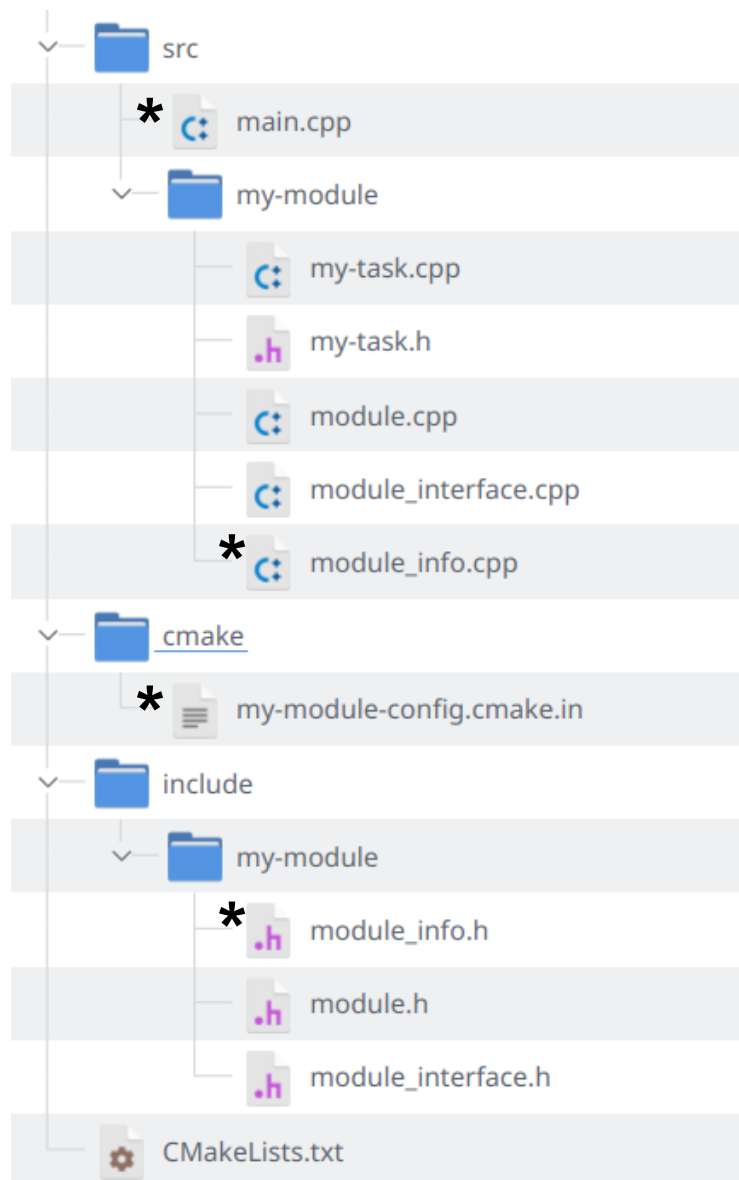 src
* main.cpp
my-module
my-task.cpp
.h my-task.h
module.cpp
module_interface.cpp
* module_info.cpp
cmake
* my-module-config.cmake.in
include
my-module
* .h module_info.h
.h module.h
.h module_interface.h
CMakeLists.txt